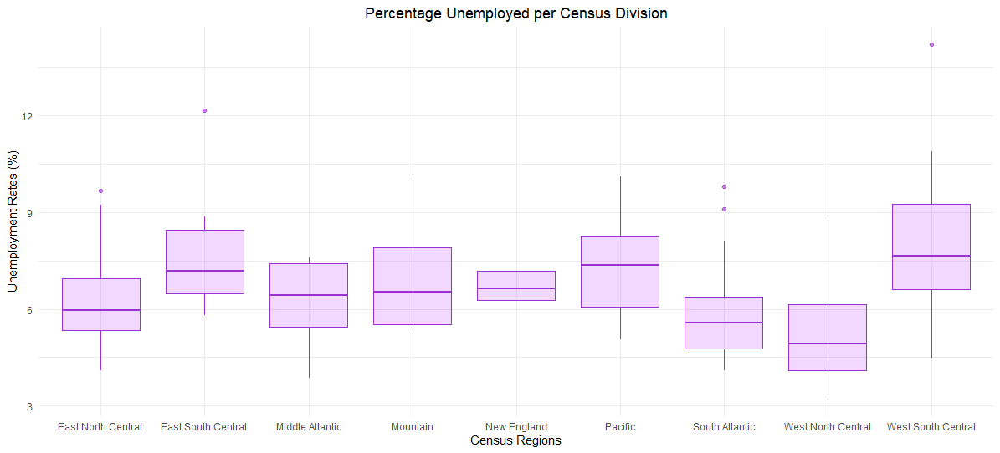 Percentage Unemployed per Census Division
Unemployment Rates (%)
12
9
6
3
East North Central East South Central Middle Atlantic Mountain New England Pacific South Atlantic West North Central West South Central
Census Regions